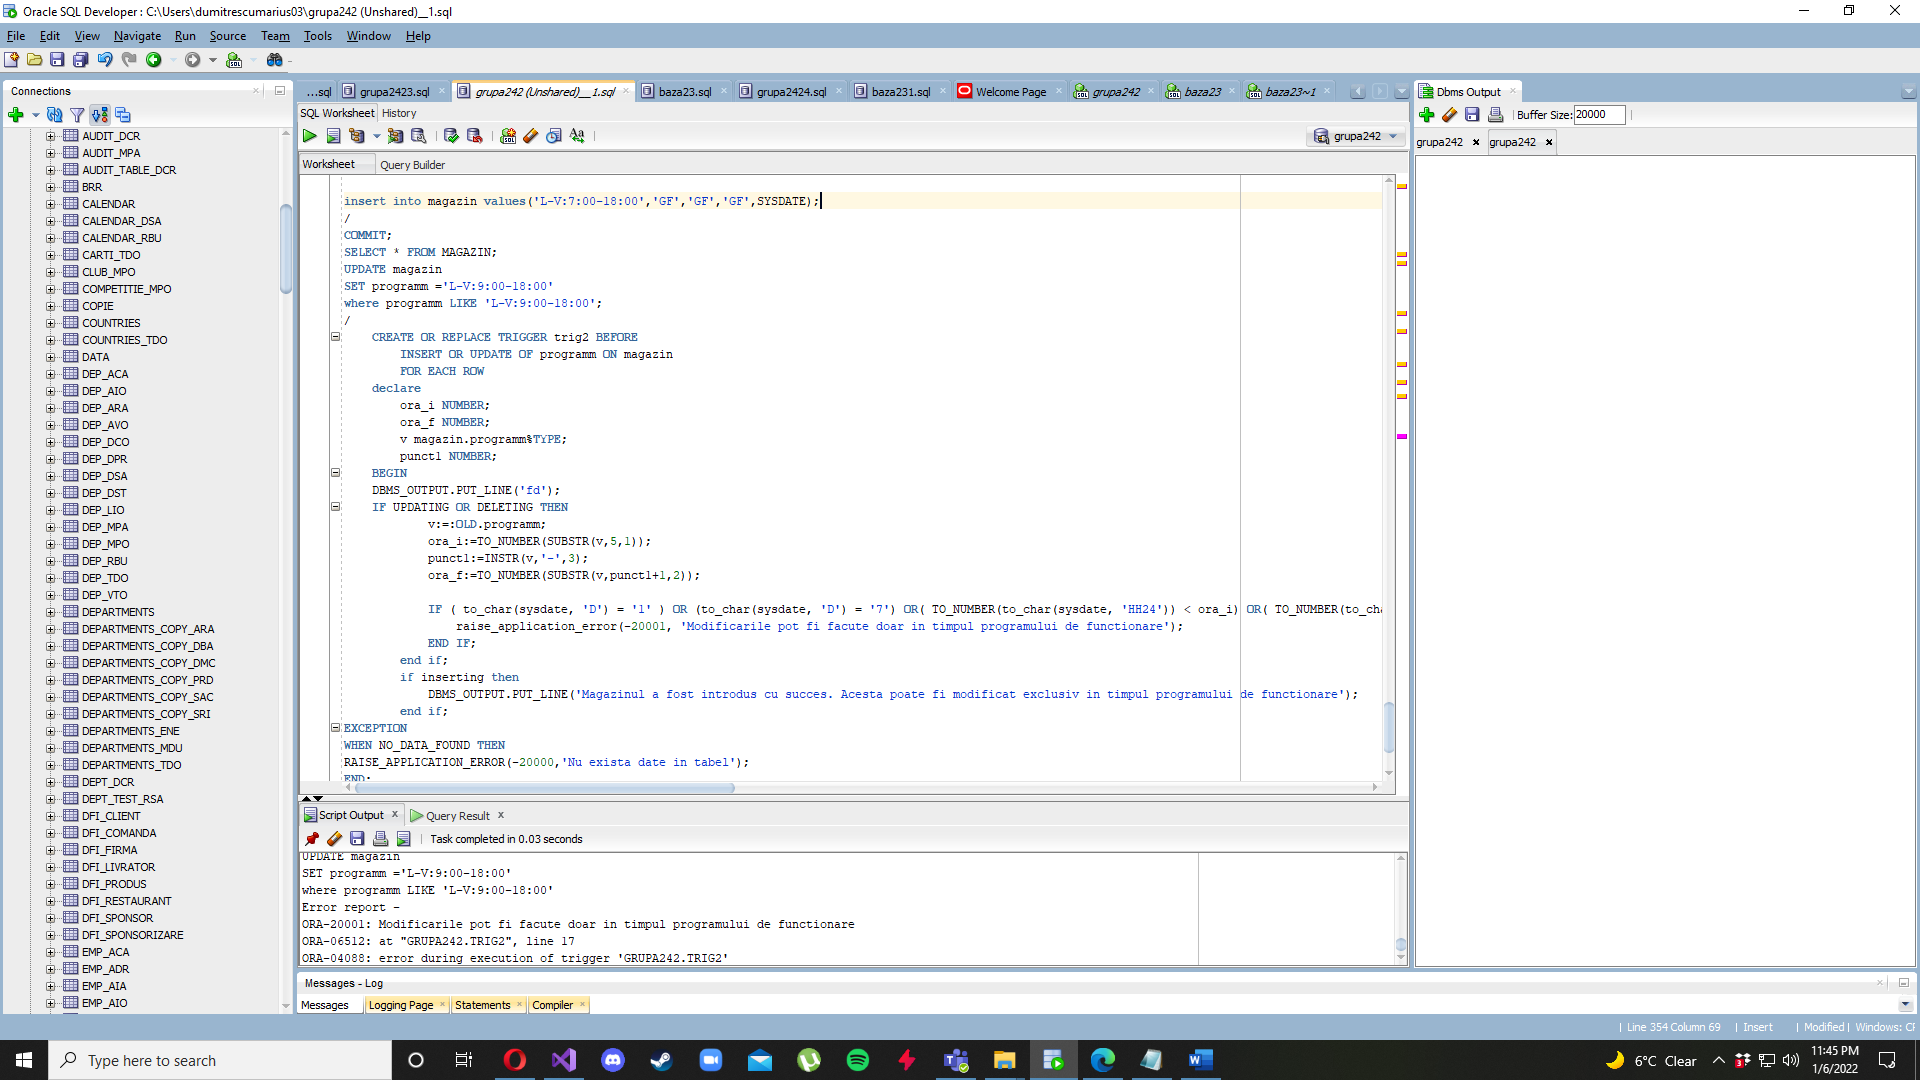 Oracle SQL Developer : C:\Users\dumitrescumarius03\grupa242 (Unshared)__1.sql
File Edit View Navigate Run Source Team Tools Window Help
Connections
AUDIT_DCR
AUDIT_MPA
AUDIT_TABLE_DCR
BRR
CALENDAR
CALENDAR_DSA
CALENDAR_RBU
CARTI_TDO
CLUB_MPO
COMPETITIE_MPO
COPIE
COUNTRIES
COUNTRIES_TDO
DATA
DEP_ACA
DEP_AIO
DEP_ARA
DEP_AVO
DEP_DCO
DEP_DPR
DEP_DSA
DEP_DST
DEP_LIO
DEP_MPA
DEP_MPO
DEP_RBU
DEP_TDO
DEP_VTO
DEPARTMENTS
DEPARTMENTS_COPY_ARA
DEPARTMENTS_COPY_DBA
DEPARTMENTS_COPY_DMC
DEPARTMENTS_COPY_PRD
DEPARTMENTS_COPY_SAC
DEPARTMENTS_COPY_SRI
DEPARTMENTS_ENE
DEPARTMENTS_MDU
DEPARTMENTS_TDO
DEPT_DCR
DEPT_TEST_RSA
DFI_CLIENT
DFI_COMANDA
DFI_FIRMA
DFI_LIVRATOR
DFI_PRODUS
DFI_RESTAURANT
DFI_SPONSOR
DFI_SPONSORIZARE
EMP_ACA
EMP_ADR
EMP_AIA
EMP_AIO
...sql grupa2423.sql grupa242 (Unshared)__1.sql baza23.sql grupa2424.sql baza231.sql Welcome Page grupa242 baza23 baza23~1
SQL Worksheet History
grupa242
Worksheet Query Builder
insert into magazin values('L-V:7:00-18:00','GF','GF','GF',SYSDATE);
/
COMMIT;
SELECT * FROM MAGAZIN;
UPDATE magazin
SET programm ='L-V:9:00-18:00'
where programm LIKE 'L-V:9:00-18:00';
/
CREATE OR REPLACE TRIGGER trig2 BEFORE
INSERT OR UPDATE OF programm ON magazin
FOR EACH ROW
declare
ora_i NUMBER;
ora_f NUMBER;
v magazin.programm%TYPE;
punct1 NUMBER;
BEGIN
DBMS_OUTPUT.PUT_LINE('fd');
IF UPDATING OR DELETING THEN
v:=:OLD.programm;
ora_i:=TO_NUMBER(SUBSTR(v,5,1));
punct1:=INSTR(v,'-',3);
ora_f:=TO_NUMBER(SUBSTR(v,punct1+1,2));
IF ( to_char(sysdate, 'D') = '1' ) OR (to_char(sysdate, 'D') = '7') OR( TO_NUMBER(to_char(sysdate, 'HH24')) < ora_i) OR( TO_NUMBER(to_cha
raise_application_error(-20001, 'Modificarile pot fi facute doar in timpul programului de functionare');
END IF;
end if;
if inserting then
DBMS_OUTPUT.PUT_LINE('Magazinul a fost introdus cu succes. Acesta poate fi modificat exclusiv in timpul programului de functionare');
end if;
EXCEPTION
WHEN NO_DATA_FOUND THEN
RAISE_APPLICATION_ERROR(-20000,'Nu exista date in tabel');
END;
Script Output Query Result
Task completed in 0.03 seconds
UPDATE magazin
SET programm ='L-V:9:00-18:00'
where programm LIKE 'L-V:9:00-18:00'
Error report -
ORA-20001: Modificarile pot fi facute doar in timpul programului de functionare
ORA-06512: at "GRUPA242.TRIG2", line 17
ORA-04088: error during execution of trigger 'GRUPA242.TRIG2'
Messages - Log
Messages Logging Page Statements Compiler
Dbms Output
Buffer Size: 20000
grupa242 grupa242
Line 354 Column 69 Insert Modified Windows: CF
Type here to search
6°C Clear
11:45 PM
1/6/2022